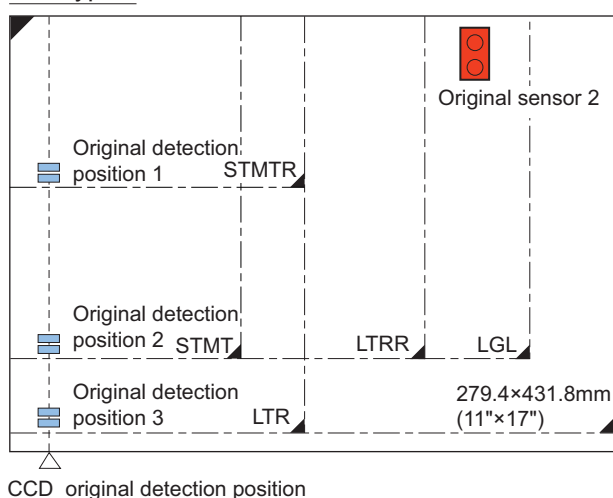 Original sensor 2
Original detection
position 1
STMTR
Original detection
position 2
STMT
LTRR
LGL
Original detection
position 3
LTR
279.4×431.8mm
(11"×17")
CCD original detection position